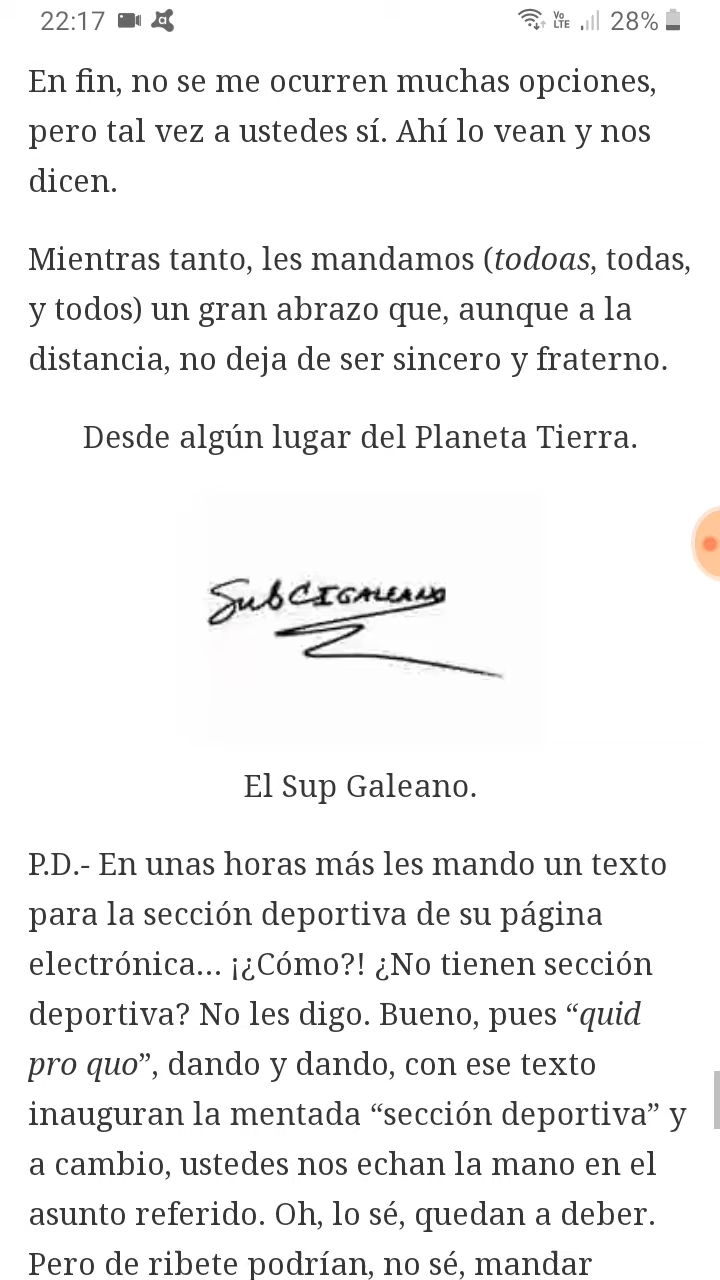 22:17 Vo LTE 28%
En fin, no se me ocurren muchas opciones,
pero tal vez a ustedes sí. Ahí lo vean y nos
dicen.
Mientras tanto, les mandamos (todoas, todas,
y todos) un gran abrazo que, aunque a la
distancia, no deja de ser sincero y fraterno.
Desde algún lugar del Planeta Tierra.
SubCIGALEANO
El Sup Galeano.
P.D.- En unas horas más les mando un texto
para la sección deportiva de su página
electrónica... ¡¿Cómo?! ¿No tienen sección
deportiva? No les digo. Bueno, pues “quid
pro quo”, dando y dando, con ese texto
inauguran la mentada “sección deportiva” y
a cambio, ustedes nos echan la mano en el
asunto referido. Oh, lo sé, quedan a deber.
Pero de ribete podrían, no sé, mandar